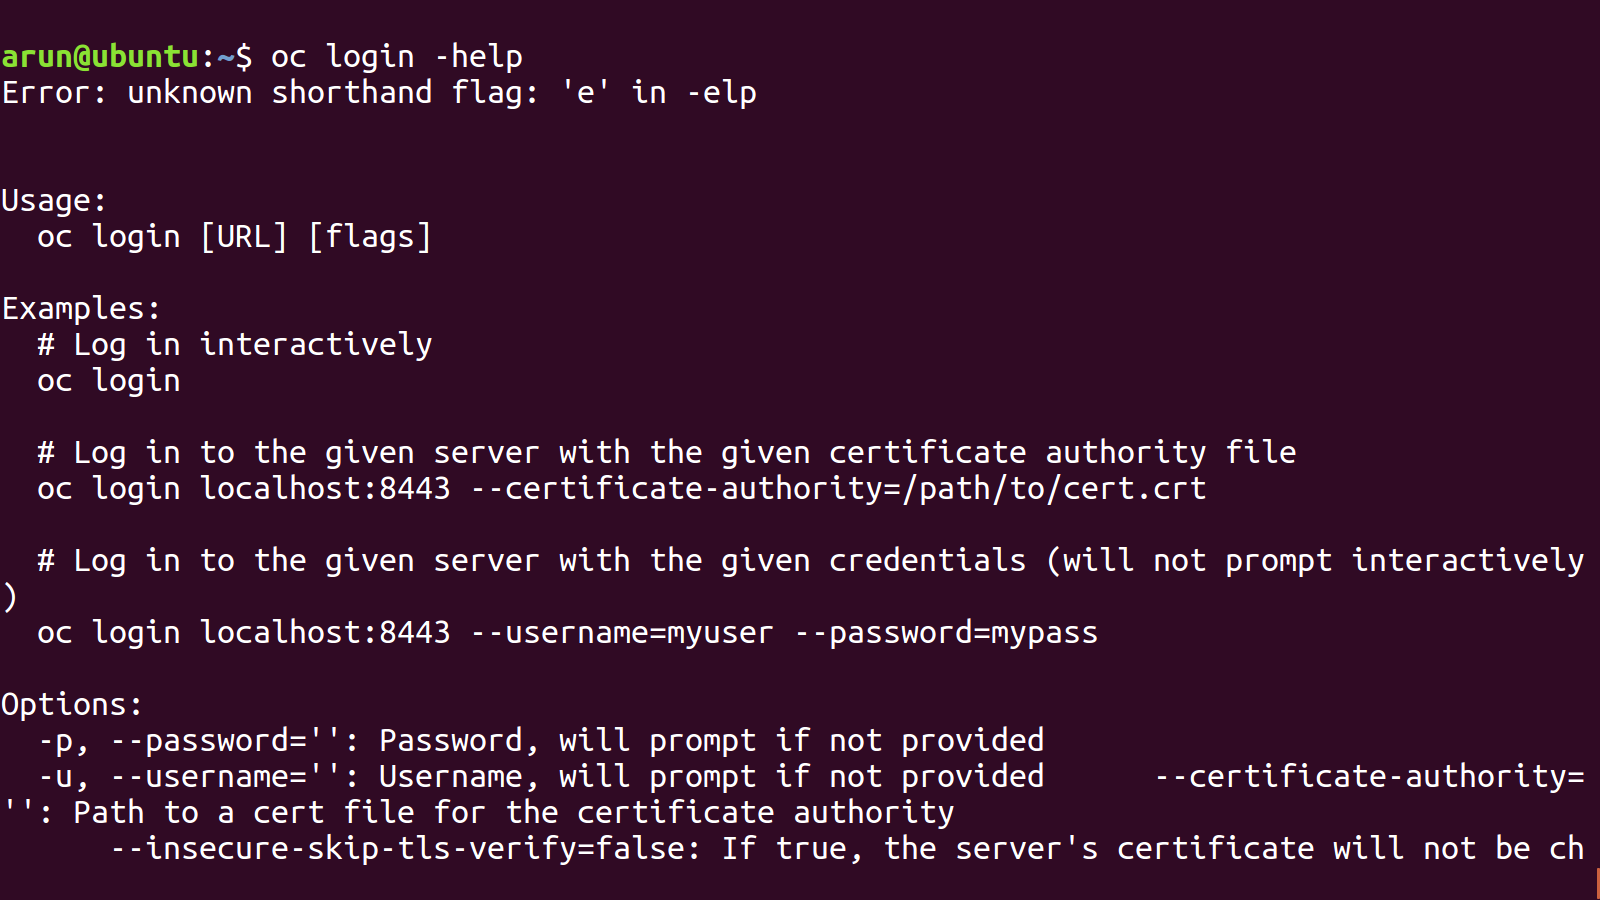 arun@ubuntu:~$ oc login -help
Error: unknown shorthand flag: 'e' in -elp
Usage:
  oc login [URL] [flags]
Examples:
  # Log in interactively
  oc login
  # Log in to the given server with the given certificate authority file
  oc login localhost:8443 --certificate-authority=/path/to/cert.crt
  # Log in to the given server with the given credentials (will not prompt interactively
)
  oc login localhost:8443 --username=myuser --password=mypass
Options:
  -p, --password='': Password, will prompt if not provided
  -u, --username='': Username, will prompt if not provided      --certificate-authority=
'': Path to a cert file for the certificate authority
      --insecure-skip-tls-verify=false: If true, the server's certificate will not be ch